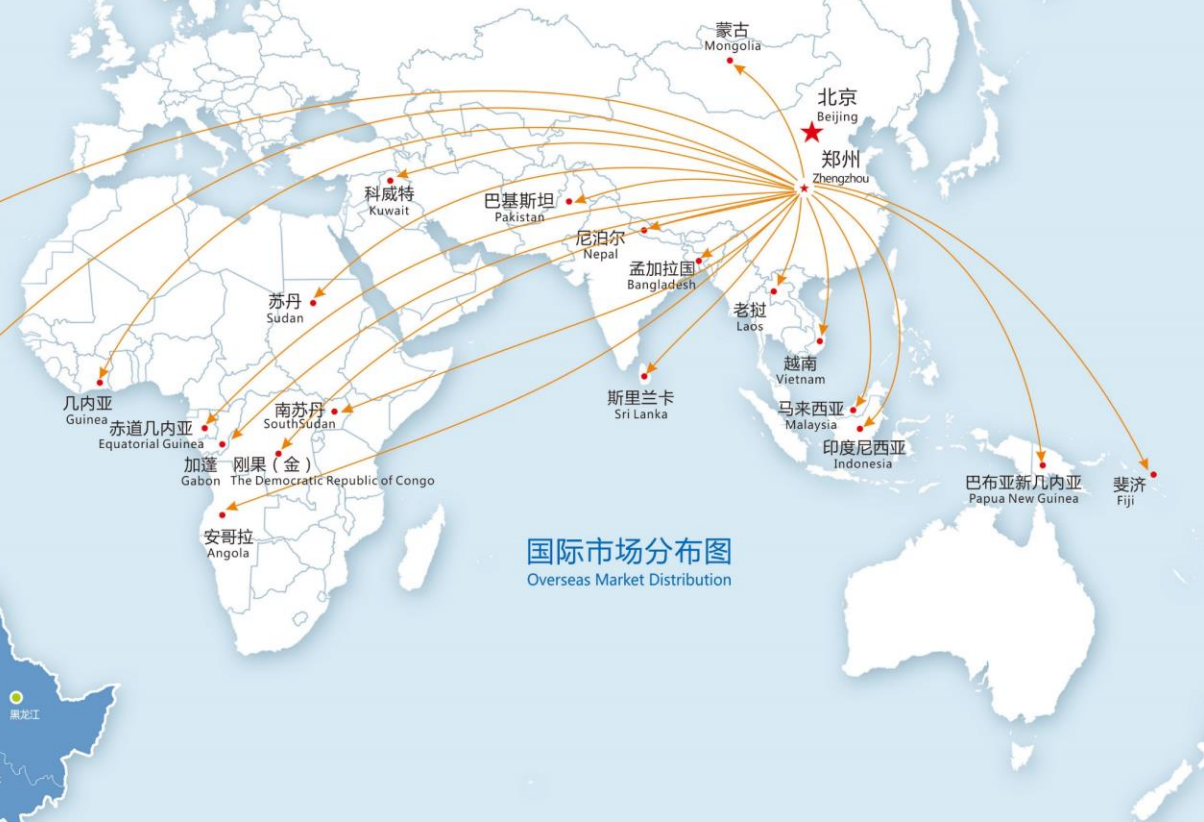 蒙古
Mongolia
北京
Beijing
郑州
Zhengzhou
科威特
Kuwait
巴基斯坦
Pakistan
尼泊尔
Nepal
孟加拉国
Bangladesh
苏丹
Sudan
老挝
Laos
越南
Vietnam
斯里兰卡
Sri Lanka
几内亚
Guinea
赤道几内亚
Equatorial Guinea
南苏丹
SouthSudan
马来西亚
Malaysia
印度尼西亚
Indonesia
加蓬
Gabon
刚果（金）
The Democratic Republic of Congo
巴布亚新几内亚
Papua New Guinea
斐济
Fiji
安哥拉
Angola
国际市场分布图
Overseas Market Distribution
黑龙江